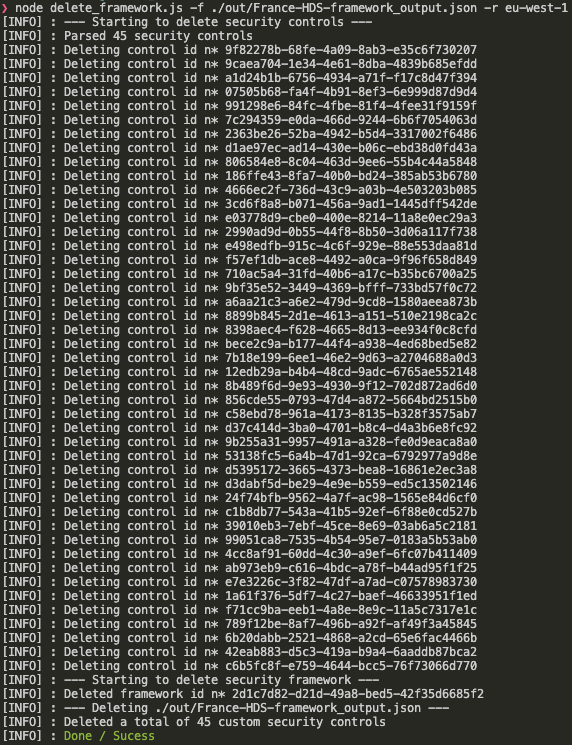 ❯ node delete_framework.js -f ./out/France-HDS-framework_output.json -r eu-west-1
[INFO] : --- Starting to delete security controls ---
[INFO] : Parsed 45 security controls
[INFO] : Deleting control id n* 9f82278b-68fe-4a09-8ab3-e35c6f730207
[INFO] : Deleting control id n* 9caea704-1e34-4e61-8dba-4839b685efdd
[INFO] : Deleting control id n* a1d24b1b-6756-4934-a71f-f17c8d47f394
[INFO] : Deleting control id n* 07505b68-fa4f-4b91-8ef3-6e999d87d9d4
[INFO] : Deleting control id n* 991298e6-84fc-4fbe-81f4-4fee31f9159f
[INFO] : Deleting control id n* 7c294359-e0da-466d-9244-6b6f7054063d
[INFO] : Deleting control id n* 2363be26-52ba-4942-b5d4-3317002f6486
[INFO] : Deleting control id n* d1ae97ec-ad14-430e-b06c-ebd38d0fd43a
[INFO] : Deleting control id n* 806584e8-8c04-463d-9ee6-55b4c44a5848
[INFO] : Deleting control id n* 186ffe43-8fa7-40b0-bd24-385ab53b6780
[INFO] : Deleting control id n* 4666ec2f-736d-43c9-a03b-4e503203b085
[INFO] : Deleting control id n* 3cd6f8a8-b071-456a-9ad1-1445dff542de
[INFO] : Deleting control id n* e03778d9-cbe0-400e-8214-11a8e0ec29a3
[INFO] : Deleting control id n* 2990ad9d-0b55-44f8-8b50-3d06a117f738
[INFO] : Deleting control id n* e498edfb-915c-4c6f-929e-88e553daa81d
[INFO] : Deleting control id n* f57ef1db-ace8-4492-a0ca-9f96f658d849
[INFO] : Deleting control id n* 710ac5a4-31fd-40b6-a17c-b35bc6700a25
[INFO] : Deleting control id n* 9bf35e52-3449-4369-bfff-733bd57f0c72
[INFO] : Deleting control id n* a6aa21c3-a6e2-479d-9cd8-1580aeea873b
[INFO] : Deleting control id n* 8899b845-2d1e-4613-a151-510e2198ca2c
[INFO] : Deleting control id n* 8398aec4-f628-4665-8d13-ee934f0c8cfd
[INFO] : Deleting control id n* bece2c9a-b177-44f4-a938-4ed68bed5e82
[INFO] : Deleting control id n* 7b18e199-6ee1-46e2-9d63-a2704688a0d3
[INFO] : Deleting control id n* 12edb29a-b4b4-48cd-9adc-6765ae552148
[INFO] : Deleting control id n* 8b489f6d-9e93-4930-9f12-702d872ad6d0
[INFO] : Deleting control id n* 856cde55-0793-47d4-a872-5664bd2515b0
[INFO] : Deleting control id n* c58ebd78-961a-4173-8135-b328f3575ab7
[INFO] : Deleting control id n* d37c414d-3ba0-4701-b8c4-d4a3b6e8fc92
[INFO] : Deleting control id n* 9b255a31-9957-491a-a328-fe0d9eaca8a0
[INFO] : Deleting control id n* 53138fc5-6a4b-47d1-92ca-6792977a9d8e
[INFO] : Deleting control id n* d5395172-3665-4373-bea8-16861e2ec3a8
[INFO] : Deleting control id n* d3dabf5d-be29-4e9e-b559-ed5c13502146
[INFO] : Deleting control id n* 24f74bfb-9562-4a7f-ac98-1565e84d6cf0
[INFO] : Deleting control id n* c1b8db77-543a-41b5-92ef-6f88e0cd527b
[INFO] : Deleting control id n* 39010eb3-7ebf-45ce-8e69-03ab6a5c2181
[INFO] : Deleting control id n* 99051ca8-7535-4b54-95e7-0183a5b53ab0
[INFO] : Deleting control id n* 4cc8af91-60dd-4c30-a9ef-6fc07b411409
[INFO] : Deleting control id n* ab973eb9-c616-4bdc-a78f-b44ad95f1f25
[INFO] : Deleting control id n* e7e3226c-3f82-47df-a7ad-c07578983730
[INFO] : Deleting control id n* 1a61f376-5df7-4c27-baef-46633951f1ed
[INFO] : Deleting control id n* f71cc9ba-eeb1-4a8e-8e9c-11a5c7317e1c
[INFO] : Deleting control id n* 789f12be-8af7-496b-a92f-af49f3a45845
[INFO] : Deleting control id n* 6b20dabb-2521-4868-a2cd-65e6fac4466b
[INFO] : Deleting control id n* 42eab883-d5c3-419a-b9a4-6aaddb87bca2
[INFO] : Deleting control id n* c6b5fc8f-e759-4644-bcc5-76f73066d770
[INFO] : --- Starting to delete security framework ---
[INFO] : Deleted framework id n* 2d1c7d82-d21d-49a8-bed5-42f35d6685f2
[INFO] : --- Deleting ./out/France-HDS-framework_output.json ---
[INFO] : Deleted a total of 45 custom security controls
[INFO] : Done / Sucess